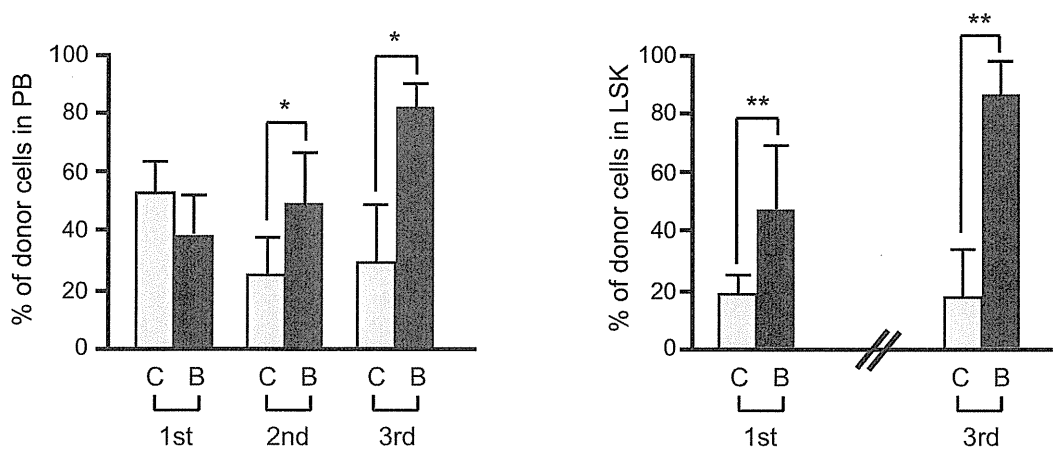 % of donor cells in PB
100
80
60
40
20
0
*
*
C B C B C B
1st 2nd 3rd
% of donor cells in LSK
100
80
60
40
20
0
**
**
C B C B
1st 3rd